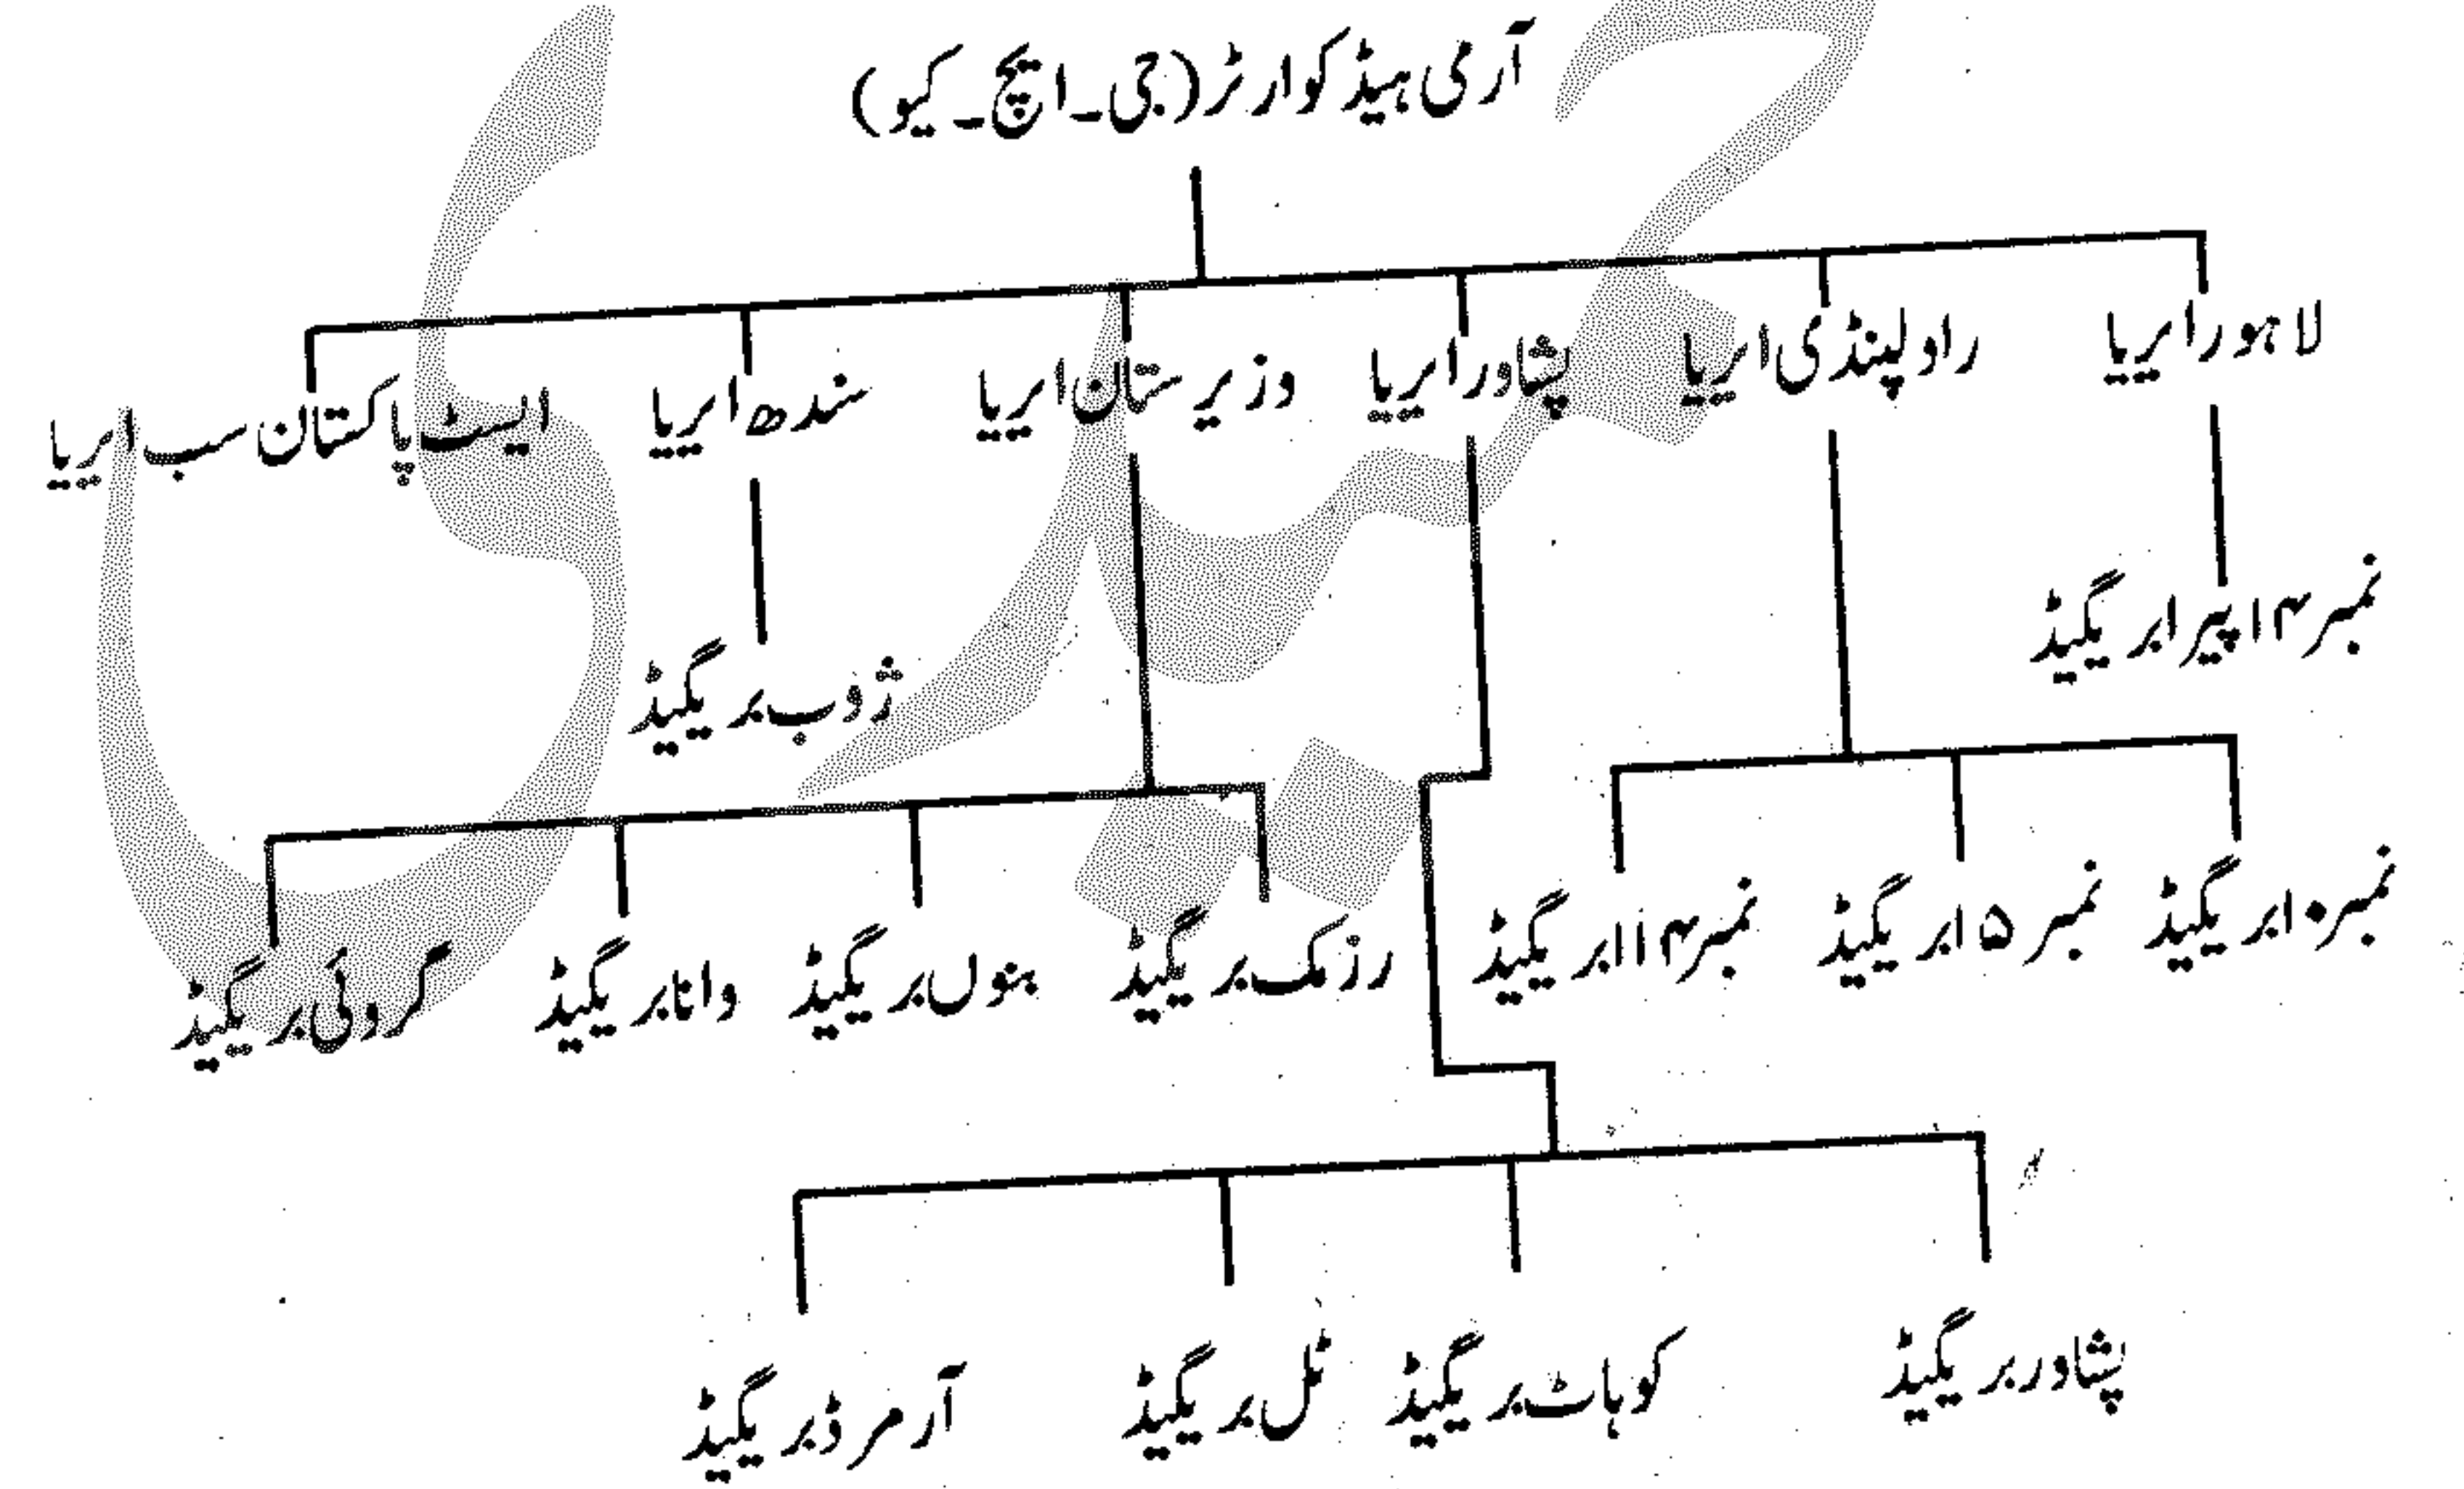 آرمی ہیڈ کوارٹر (جی۔ ایچ۔ کیو)
لاہور ایریا
راولپنڈی ایریا
پشاور ایریا
وزیرستان ایریا
سندھ ایریا
ایسٹ پاکستان سب ایریا
نمبر ۱۴ پیرا بریگیڈ
ژوب بریگیڈ
نمبر ۱۰ بریگیڈ
نمبر ۱۵ بریگیڈ
نمبر ۱۱۴ بریگیڈ
رزمک بریگیڈ
بنوں بریگیڈ
وانا بریگیڈ
گردئی بریگیڈ
پشاور بریگیڈ
کوہاٹ بریگیڈ
ٹل بریگیڈ
آرمرڈ بریگیڈ